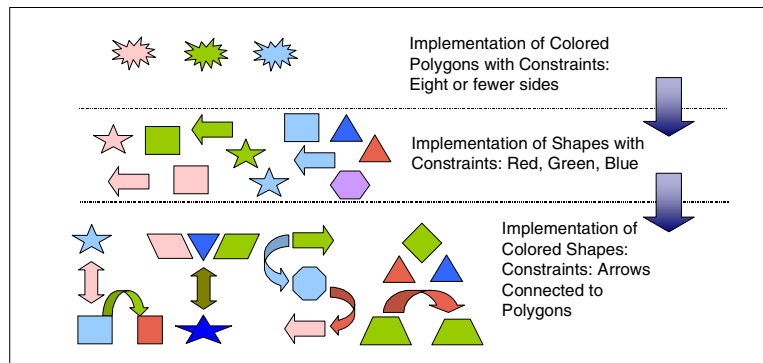 Implementation of Colored
Polygons with Constraints:
Eight or fewer sides
Implementation of Shapes with
Constraints: Red, Green, Blue
Implementation of
Colored Shapes:
Constraints: Arrows
Connected to
Polygons